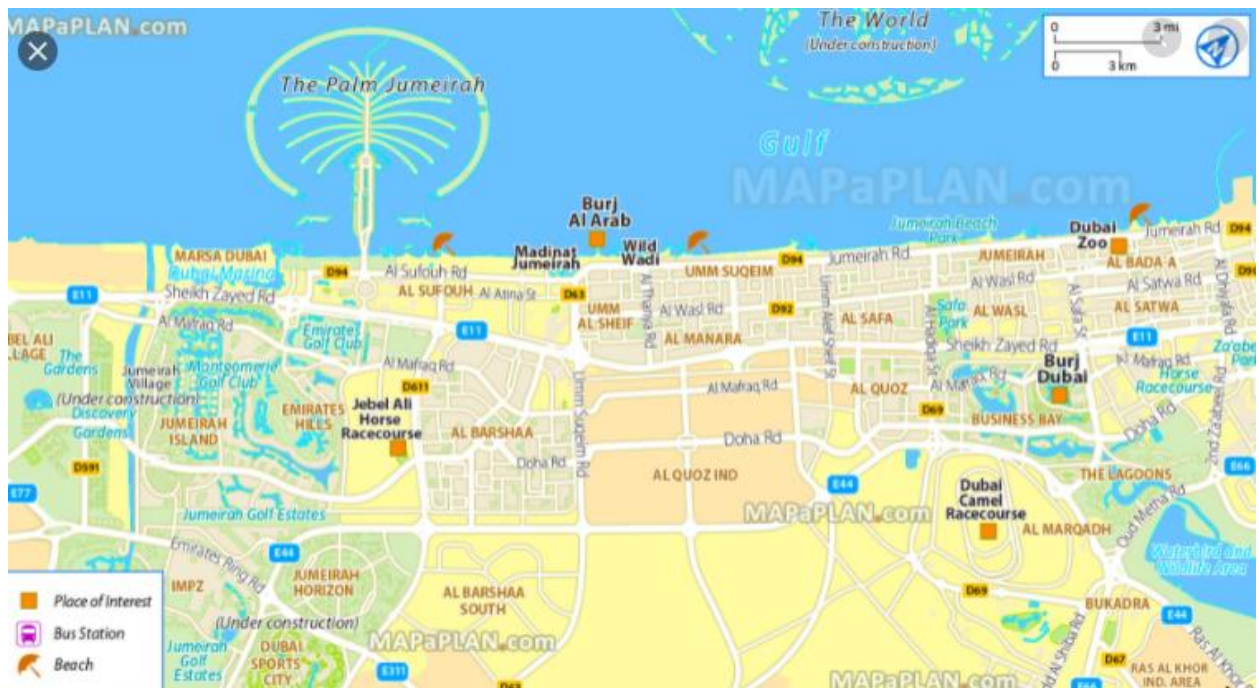 MAPaPLAN.com
The World
(Under construction)
0 3 mi
0 3 km
The Palm Jumeirah
Gulf
MAPaPLAN.com
Burj
Al Arab
Madinat
Jumeirah
Wild
Wadi
Jumeirah Beach
Park
Dubai
Zoo
Jumeirah Rd
D94
MARSA DUBAI
Dubai Marina
D94
Al Sufouh Rd
UMM SUQEIM
D94
Jumeirah Rd
JUMEIRAH
AL BADA-A
E11
Sheikh Zayed Rd
AL SUFOUH
Al Atina St
D63
UMM
AL SHEIF
Al Thanya Rd
Al Wasl Rd
D92
Umm Alef Sheif St
Al Wasl Rd
Al Satwa Rd
Al Safa St
Al Dhiyafa Rd
Al Mafraq Rd
Emirates
Golf Club
E11
AL MANARA
AL SAFA
Al Hadeqa St
Safa
Park
AL WASL
AL SATWA
E11
Sheikh Zayed Rd
The
Gardens
Jumeirah
Village
(Under construction)
Montgomerie
Golf Club
Al Mafraq Rd
D611
Al Mafraq Rd
AL QUOZ
Burj
Dubai
Al Mafraq Rd
Horse
Racecourse
Discovery
Gardens
JUMEIRAH
ISLAND
EMIRATES
HILLS
Jebel Ali
Horse
Racecourse
AL BARSHAA
Umm Suqeim Rd
D69
BUSINESS BAY
Doha Rd
2nd Zabeel Rd
D591
Doha Rd
Doha Rd
E77
AL QUOZ IND
E44
THE LAGOONS
E66
Dubai
Camel
Racecourse
Jumeirah Golf Estates
MAPaPLAN.com
AL MARQADH
Oud Metha Rd
Emirates Ring Rd
E44
Waterbird and
Wildlife Area
IMPZ
JUMEIRAH
HORIZON
AL BARSHAA
SOUTH
D69
BUKADRA
E44
(Under construction)
MAPaPLAN.com
Jumeirah
Golf
Estates
DUBAI
SPORTS
CITY
E311
MAPaPLAN.com
D67
RAS AL KHOR
IND. AREA
E66
Place of Interest
Bus Station
Beach